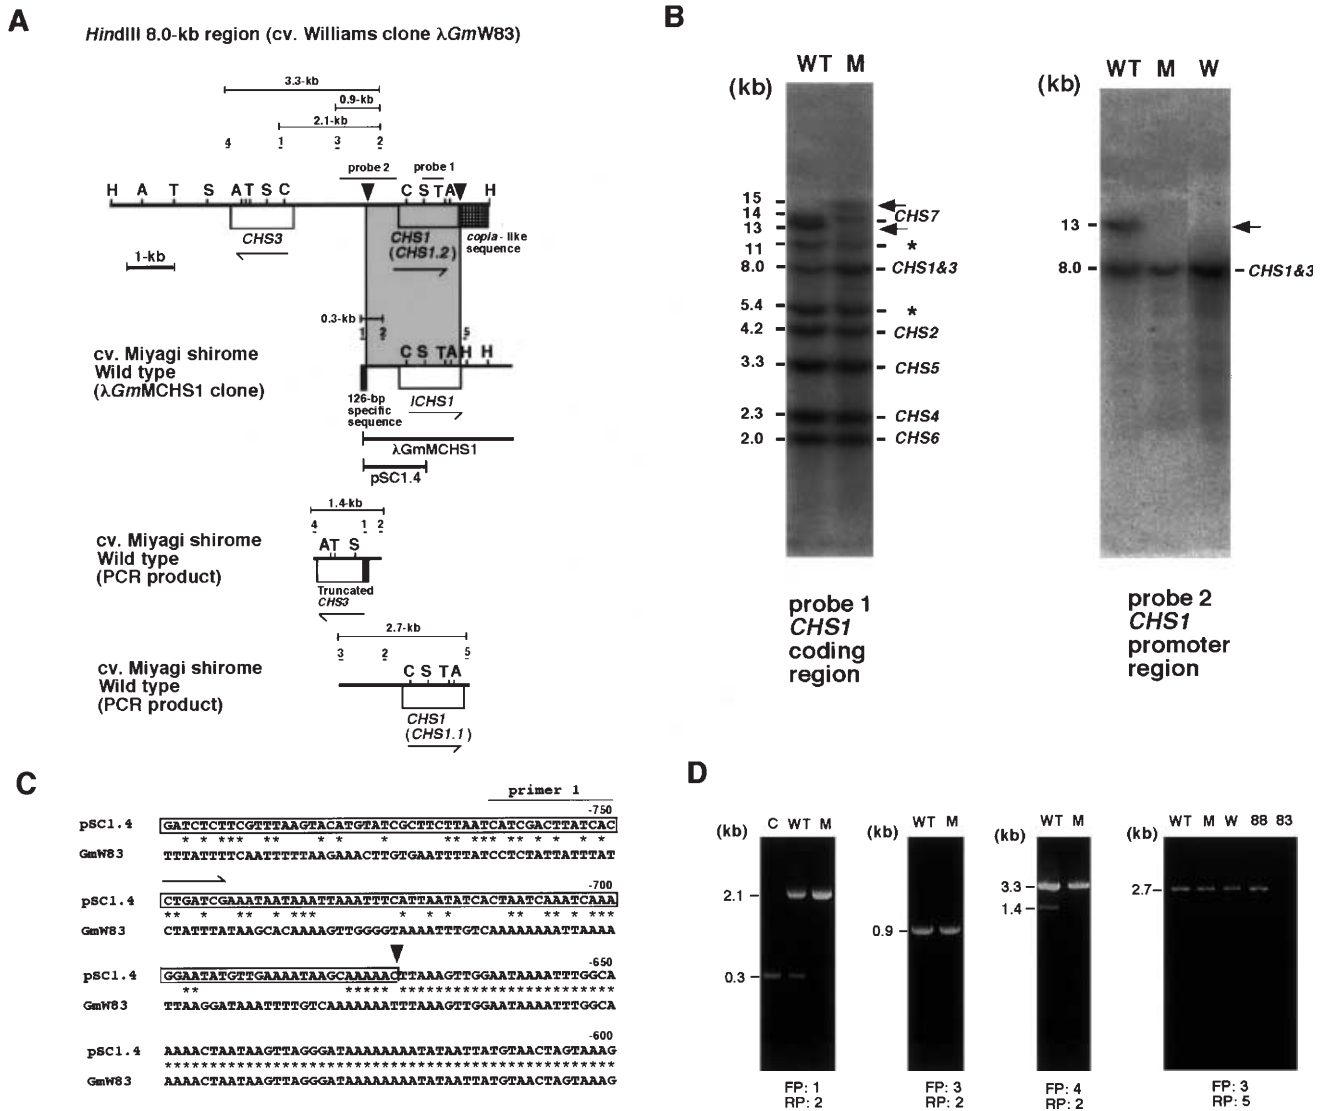 A
HindIII 8.0-kb region (cv. Williams clone λGmW83)
3.3-kb
0.9-kb
2.1-kb
4 1 3 2
probe 2 probe 1
H A T S A T S C C S T A H
CHS3
CHS1
(CHS1.2)
copia - like
sequence
1-kb
0.3-kb
1 2 5
cv. Miyagi shirome
Wild type
(λGmMCHS1 clone)
C S T A H H
126-bp
specific
sequence
ICHS1
λGmMCHS1
pSC1.4
1.4-kb
4 1 2
cv. Miyagi shirome
Wild type
(PCR product)
A T S
Truncated
CHS3
2.7-kb
3 2 5
cv. Miyagi shirome
Wild type
(PCR product)
C S T A
CHS1
(CHS1.1)
B
WT M
(kb)
15
14
13
11
8.0
5.4
4.2
3.3
2.3
2.0
CHS7
*
CHS1&3
*
CHS2
CHS5
CHS4
CHS6
probe 1
CHS1
coding
region
WT M W
(kb)
13
8.0
CHS1&3
probe 2
CHS1
promoter
region
C
primer 1
-750
pSC1.4 GATCTCTTCGTTTAAGTACATGTATCGCTTCTTAATCATCGACTTATCAC
GmW83 TTTATTTTCAATTTTTAAGAAACTTGTGAATTTTATCCTCTATTATTTAT
-700
pSC1.4 CTGATCGAAATAATAAATTAAATTTCATTAATATCACTAATCAAATCAAA
GmW83 CTATTTATAAGCACAAAAGTTGGGGTAAAATTAAATCAAAAAAAATTAAAA
-650
pSC1.4 GGAATATGTTGAAAATAAGCAAAAACTTAAAGTTGGAATAAAATTTGGCA
GmW83 TTAAGGATAAATTTTGTCAAAAAATTTAAAGTTGGAATAAAATTTGGCA
-600
pSC1.4 AAAACTAATAAGTTAGGGATAAAAAAAATATAATTATGTAACTAGTAAAG
GmW83 AAAACTAATAAGTTAGGGATAAAAAAAATATAATTATGTAACTAGTAAAG
D
(kb) C WT M
2.1
0.3
FP: 1
RP: 2
(kb) WT M
0.9
FP: 3
RP: 2
(kb) WT M
3.3
1.4
FP: 4
RP: 2
(kb) WT M W 88 83
2.7
FP: 3
RP: 5